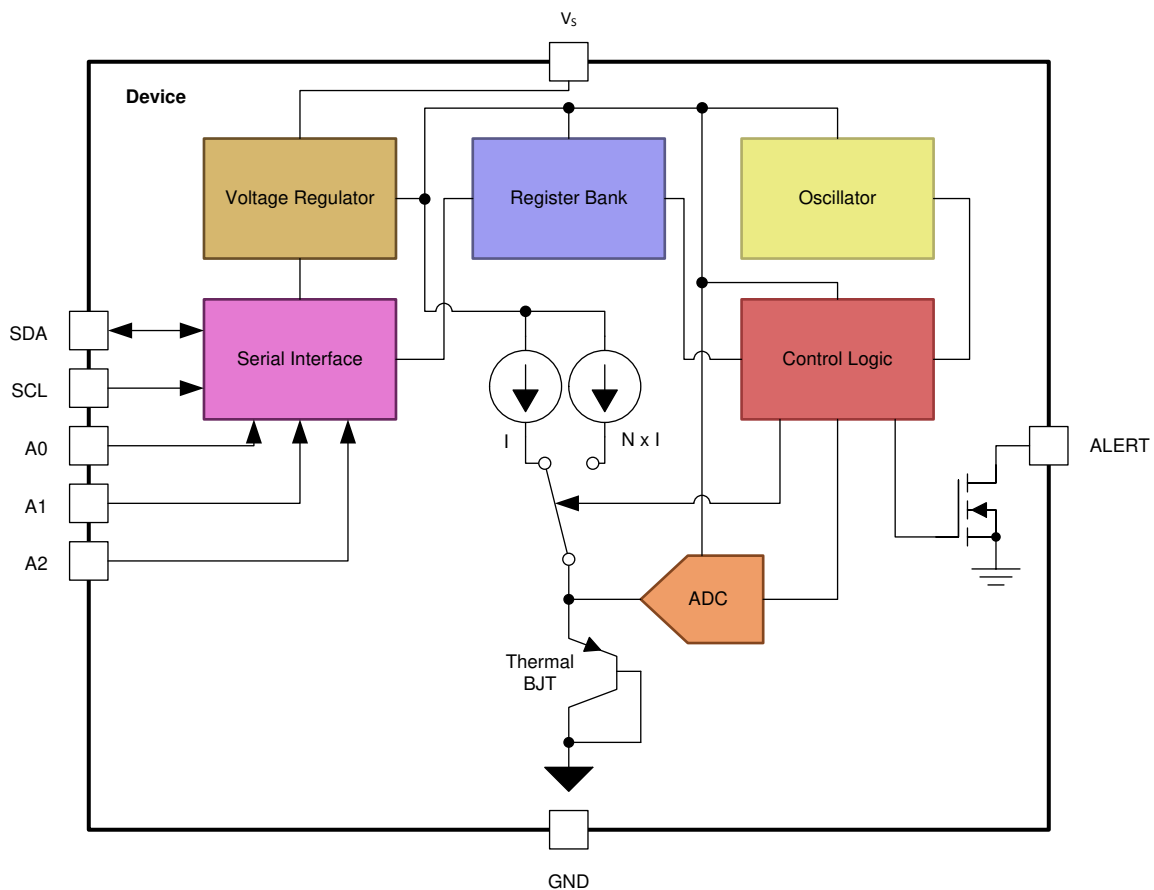 VS
Device
Voltage Regulator
Register Bank
Oscillator
SDA
Serial Interface
Control Logic
SCL
A0
I
N x I
ALERT
A1
A2
ADC
Thermal
BJT
GND